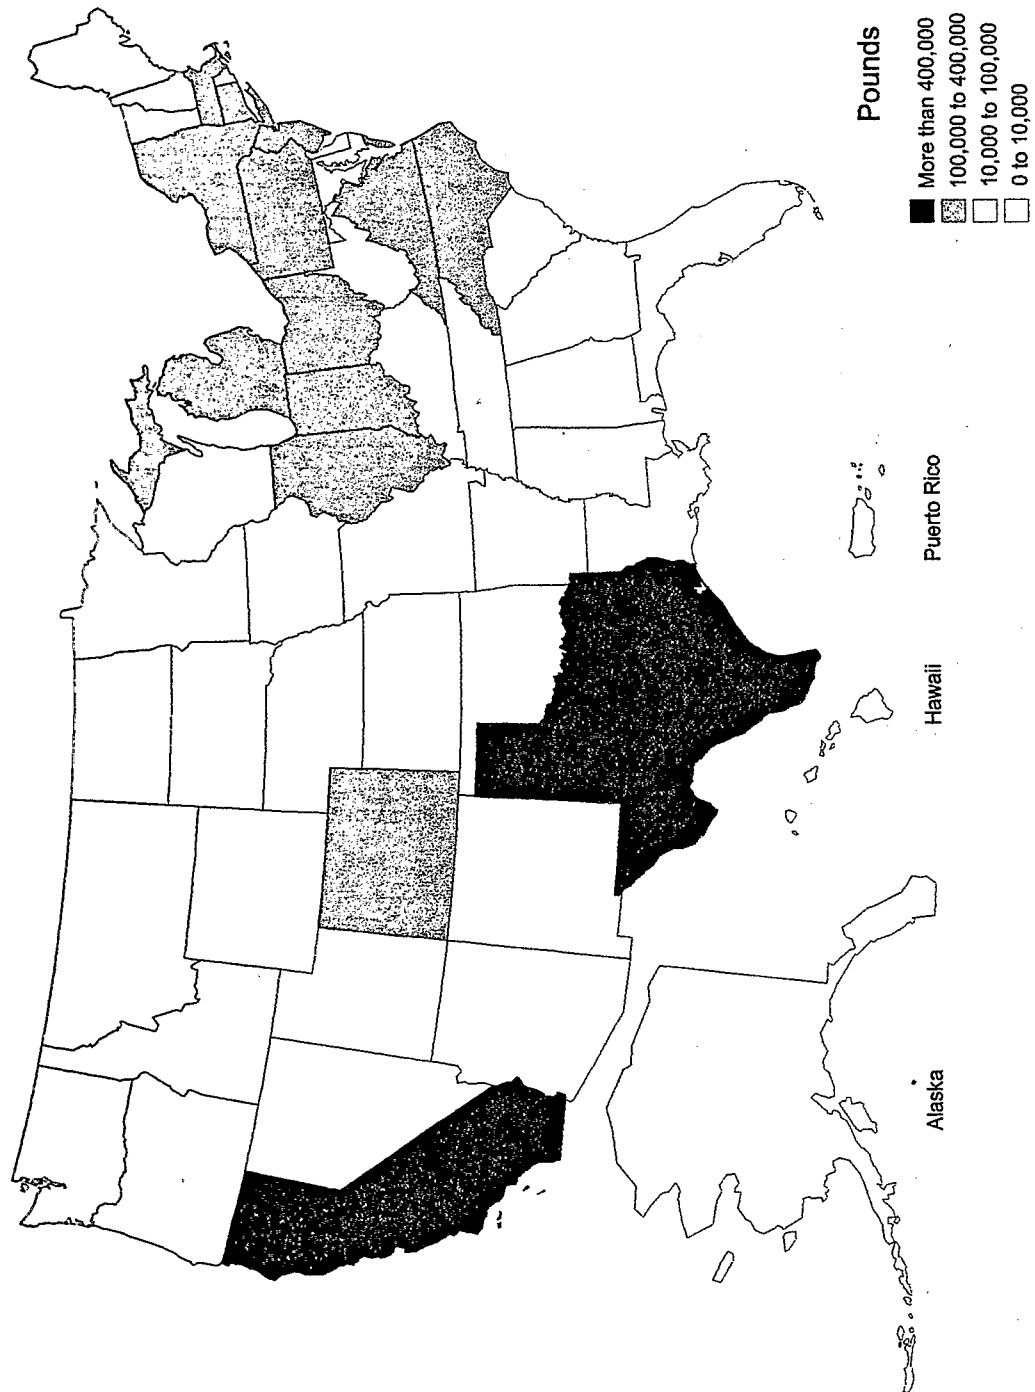 Pounds
More than 400,000
100,000 to 400,000
10,000 to 100,000
0 to 10,000
Alaska
Hawaii
Puerto Rico